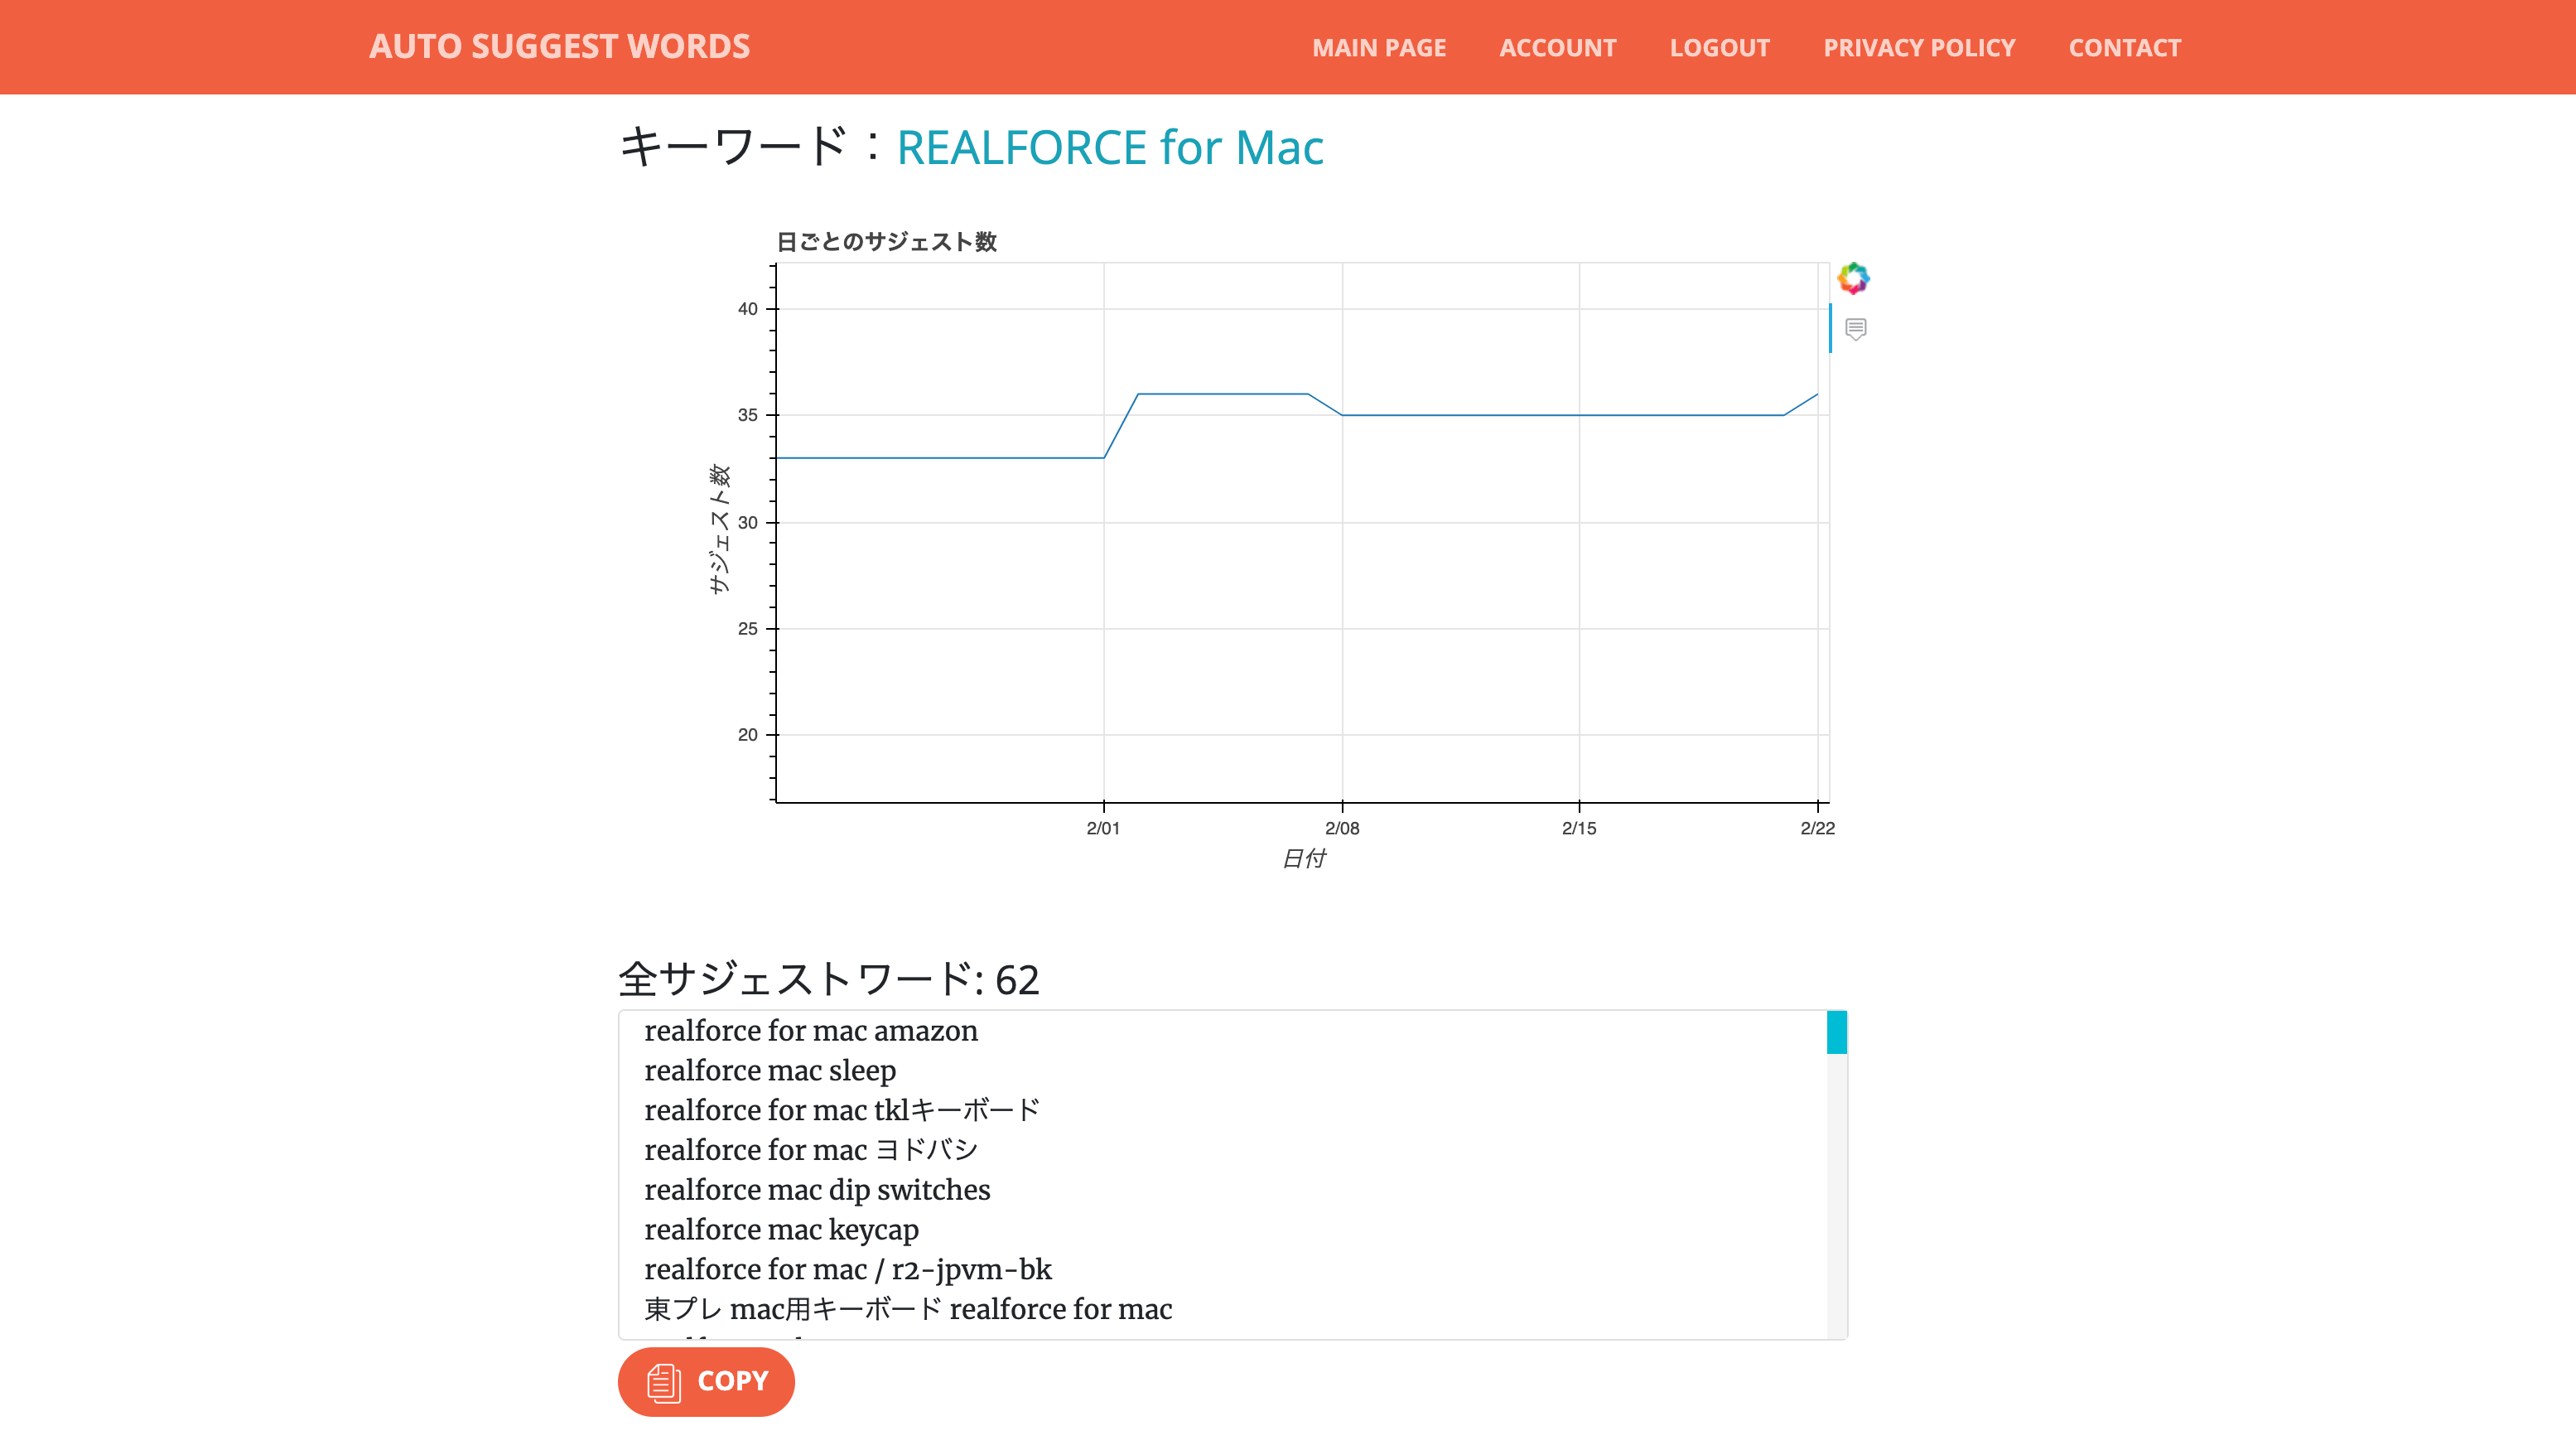 AUTO SUGGEST WORDS
MAIN PAGE
ACCOUNT
LOGOUT
PRIVACY POLICY
CONTACT
キーワード：REALFORCE for Mac
日ごとのサジェスト数
40
35
30
25
20
サジェスト数
2/01
2/08
2/15
2/22
日付
全サジェストワード: 62
realforce for mac amazon
realforce mac sleep
realforce for mac tklキーボード
realforce for mac ヨドバシ
realforce mac dip switches
realforce mac keycap
realforce for mac / r2-jpvm-bk
東プレ mac用キーボード realforce for mac
COPY